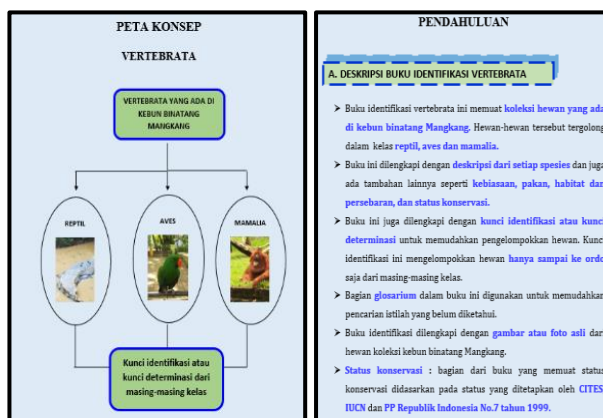 PETA KONSEP
VERTEBRATA
VERTEBRATA YANG ADA DI
KEBUN BINATANG
MANGKANG
REPTIL
AVES
MAMALIA
Kunci identifikasi atau
kunci determinasi dari
masing-masing kelas
PENDAHULUAN
A. DESKRIPSI BUKU IDENTIFIKASI VERTEBRATA
➤ Buku identifikasi vertebrata ini memuat koleksi hewan yang ada
di kebun binatang Mangkang. Hewan-hewan tersebut tergolong
dalam kelas reptil, aves dan mamalia.
➤ Buku ini dilengkapi dengan deskripsi dari setiap spesies dan juga
ada tambahan lainnya seperti kebiasaan, pakan, habitat dan
persebaran, dan status konservasi.
➤ Buku ini juga dilengkapi dengan kunci identifikasi atau kunci
determinasi untuk memudahkan pengelompokkan hewan. Kunci
identifikasi ini mengelompokkan hewan hanya sampai ke ordo
saja dari masing-masing kelas.
➤ Bagian glosarium dalam buku ini digunakan untuk memudahkan
pencarian istilah yang belum diketahui.
➤ Buku identifikasi dilengkapi dengan gambar atau foto asli dari
hewan koleksi kebun binatang Mangkang.
➤ Status konservasi : bagian dari buku yang memuat status
konservasi didasarkan pada status yang ditetapkan oleh CITES,
IUCN dan PP Republik Indonesia No.7 tahun 1999.